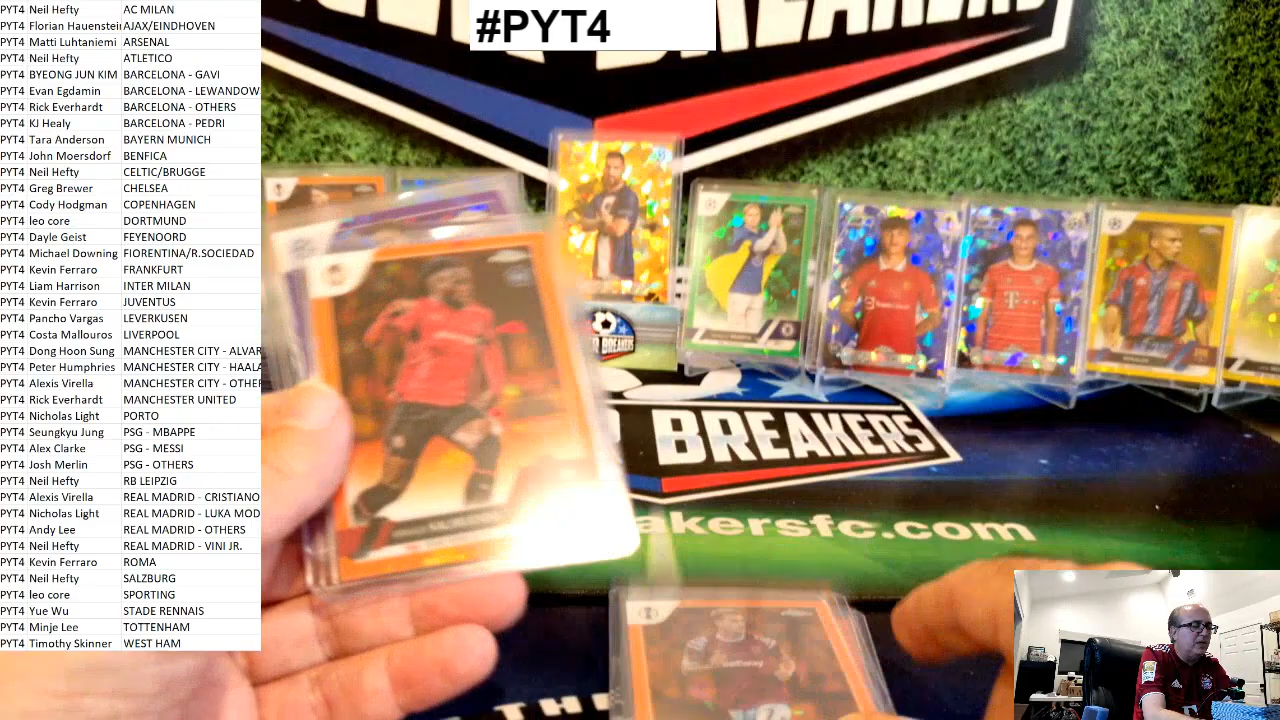 #PYT4
PYT4 Neil Hefty AC MILAN
PYT4 Florian Hauenstein AJAX/EINDHOVEN
PYT4 Matti Luhtaniemi ARSENAL
PYT4 Neil Hefty ATLETICO
PYT4 BYEONG JUN KIM BARCELONA - GAVI
PYT4 Evan Egdamin BARCELONA - LEWANDOW
PYT4 Rick Everhardt BARCELONA - OTHERS
PYT4 KJ Healy BARCELONA - PEDRI
PYT4 Tara Anderson BAYERN MUNICH
PYT4 John Moersdorf BENFICA
PYT4 Neil Hefty CELTIC/BRUGGE
PYT4 Greg Brewer CHELSEA
PYT4 Cody Hodgman COPENHAGEN
PYT4 leo core DORTMUND
PYT4 Dayle Geist FEYENOORD
PYT4 Michael Downing FIORENTINA/R.SOCIEDAD
PYT4 Kevin Ferraro FRANKFURT
PYT4 Liam Harrison INTER MILAN
PYT4 Kevin Ferraro JUVENTUS
PYT4 Pancho Vargas LEVERKUSEN
PYT4 Costa Mallouros LIVERPOOL
PYT4 Dong Hoon Sung MANCHESTER CITY - ALVAR
PYT4 Peter Humphries MANCHESTER CITY - HAALA
PYT4 Alexis Virella MANCHESTER CITY - OTHE
PYT4 Rick Everhardt MANCHESTER UNITED
PYT4 Nicholas Light PORTO
PYT4 Seungkyu Jung PSG - MBAPPE
PYT4 Alex Clarke PSG - MESSI
PYT4 Josh Merlin PSG - OTHERS
PYT4 Neil Hefty RB LEIPZIG
PYT4 Alexis Virella REAL MADRID - CRISTIANO
PYT4 Nicholas Light REAL MADRID - LUKA MOD
PYT4 Andy Lee REAL MADRID - OTHERS
PYT4 Neil Hefty REAL MADRID - VINI JR.
PYT4 Kevin Ferraro ROMA
PYT4 Neil Hefty SALZBURG
PYT4 leo core SPORTING
PYT4 Yue Wu STADE RENNAIS
PYT4 Minje Lee TOTTENHAM
PYT4 Timothy Skinner WEST HAM
BREAKERS
BREAKERS
akersfc.com